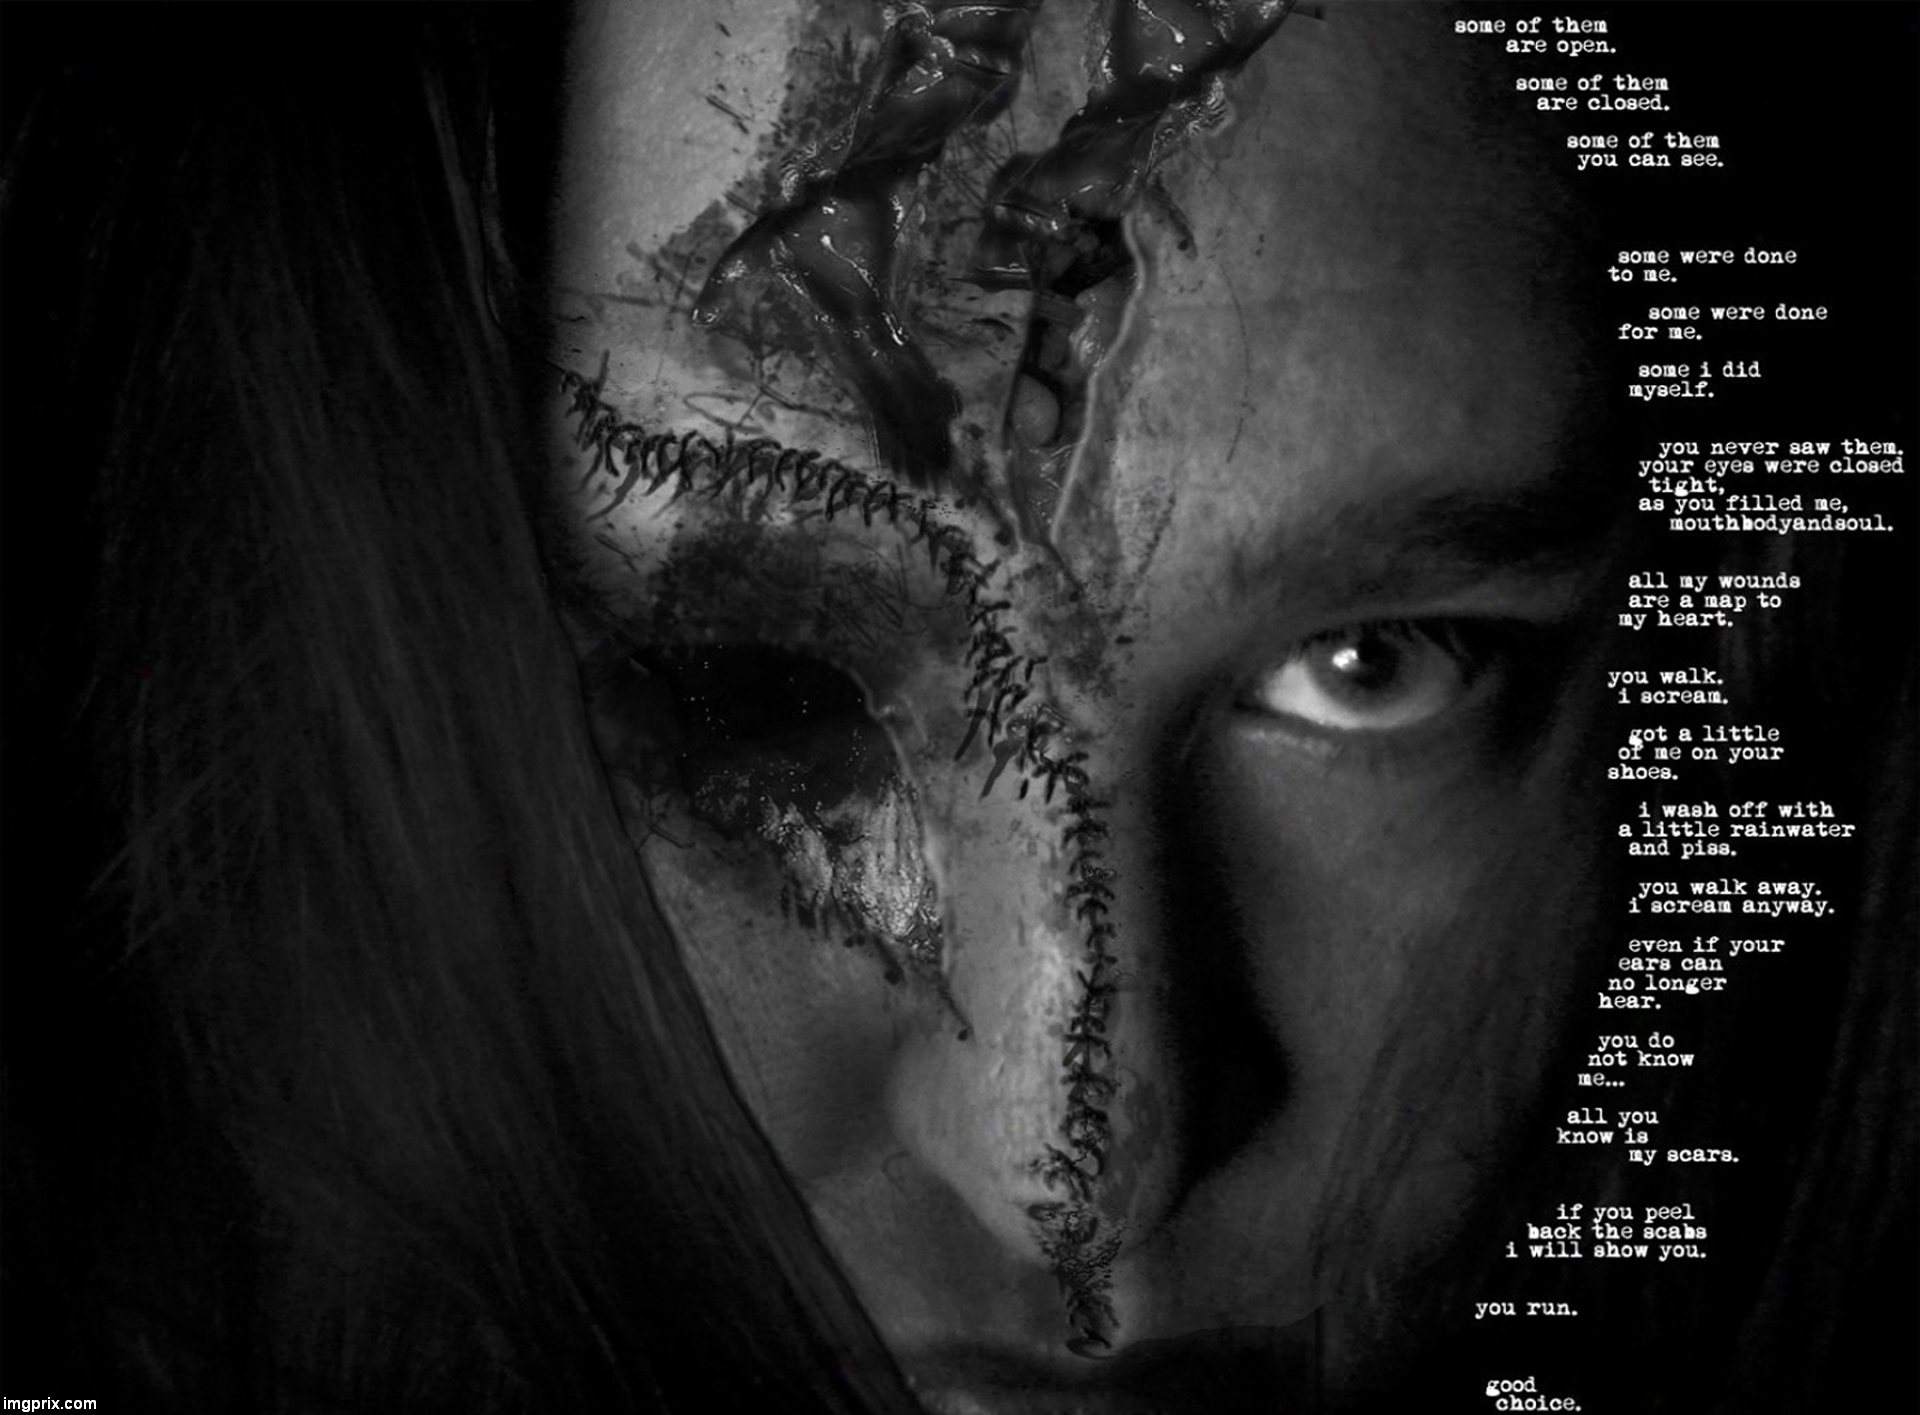 some of them
are open.
some of them
are closed.
some of them
you can see.
some were done
to me.
some were done
for me.
some i did
myself.
you never saw them.
your eyes were closed
tight,
as you filled me,
mouthbodyandsoul.
all my wounds
are a map to
my heart.
you walk.
i scream.
got a little
of me on your
shoes.
i wash off with
a little rainwater
and piss.
you walk away.
i scream anyway.
even if your
ears can
no longer
hear.
you do
not know
me...
all you
know is
my scars.
if you peel
back the scabs
i will show you.
you run.
good
choice.
imgprix.com